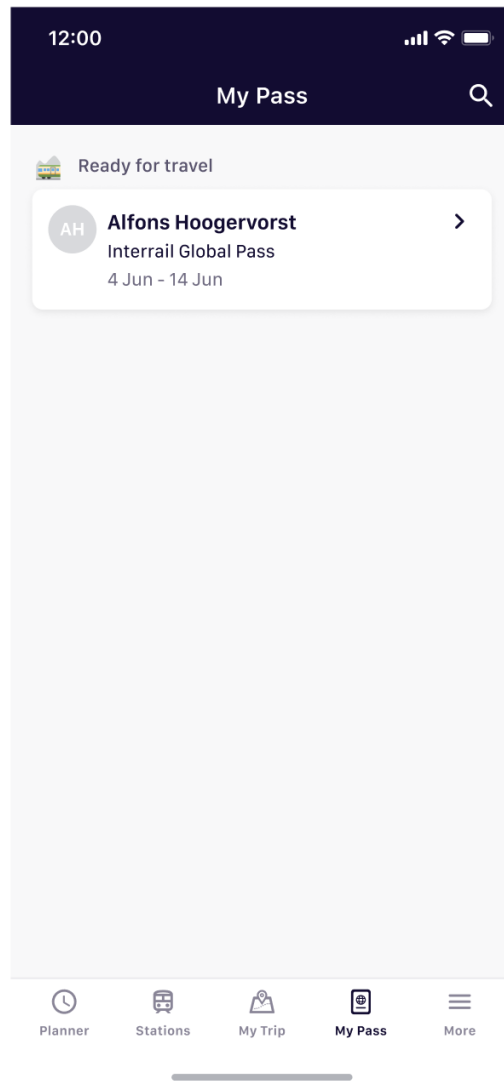 12:00
My Pass
Ready for travel
AH
Alfons Hoogervorst
Interrail Global Pass
4 Jun - 14 Jun
Planner
Stations
My Trip
My Pass
More